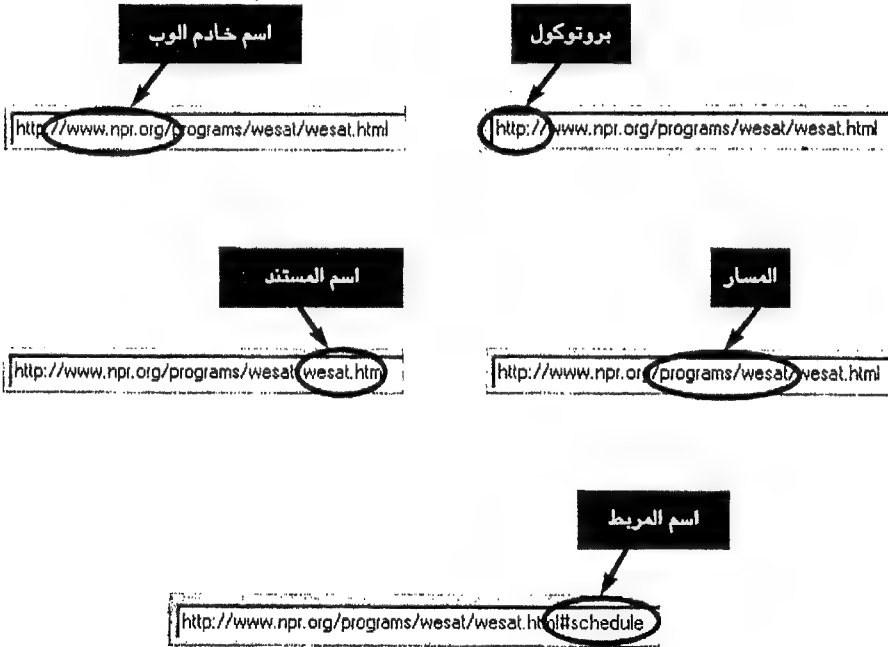 بروتوكول
اسم خادم الوب
http://www.npr.org/programs/wesat/wesat.html
http://www.npr.org/programs/wesat/wesat.html
المسار
اسم المستند
http://www.npr.org/programs/wesat/wesat.html
http://www.npr.org/programs/wesat/wesat.htm
اسم المربط
http://www.npr.org/programs/wesat/wesat.html#schedule